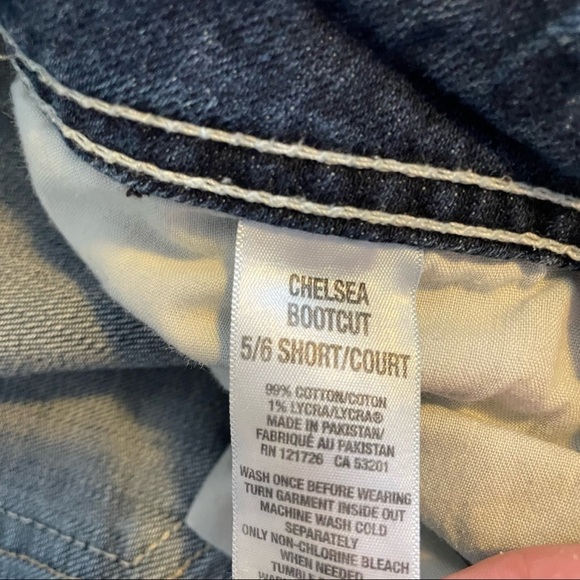 CHELSEA
BOOTCUT
5/6 SHORT/COURT
99% COTTON/COTON
1% LYCRA/LYCRA®
MADE IN PAKISTAN/
FABRIQUÉ AU PAKISTAN
RN 121726 CA 53201
WASH ONCE BEFORE WEARING
TURN GARMENT INSIDE OUT
MACHINE WASH COLD
SEPARATELY
ONLY NON-CHLORINE BLEACH
WHEN NEEDED
TUMBLE